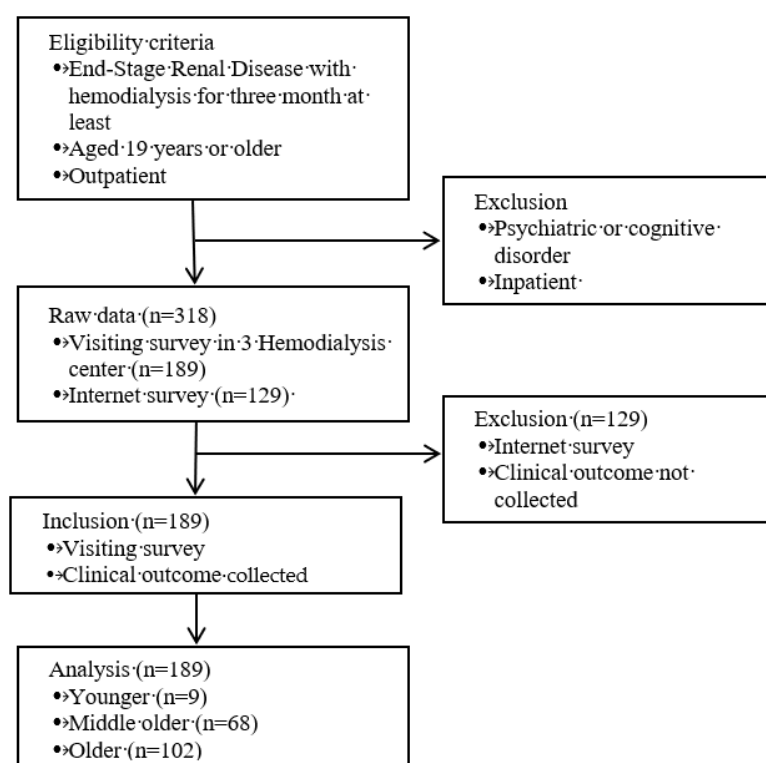 Eligibility·criteria
•→End-Stage·Renal·Disease·with·
hemodialysis·for·three·month·at·
least
•→Aged·19·years·or·older
•→Outpatient
Exclusion
•→Psychiatric·or·cognitive·
disorder
•→Inpatient·
Raw·data·(n=318)
•→Visiting·survey·in·3·Hemodialysis·
center·(n=189)
•→Internet·survey·(n=129)·
Exclusion·(n=129)
•→Internet·survey
•→Clinical·outcome·not·
collected
Inclusion·(n=189)
•→Visiting·survey
•→Clinical·outcome·collected
Analysis·(n=189)
•→Younger·(n=9)
•→Middle·older·(n=68)
•→Older·(n=102)